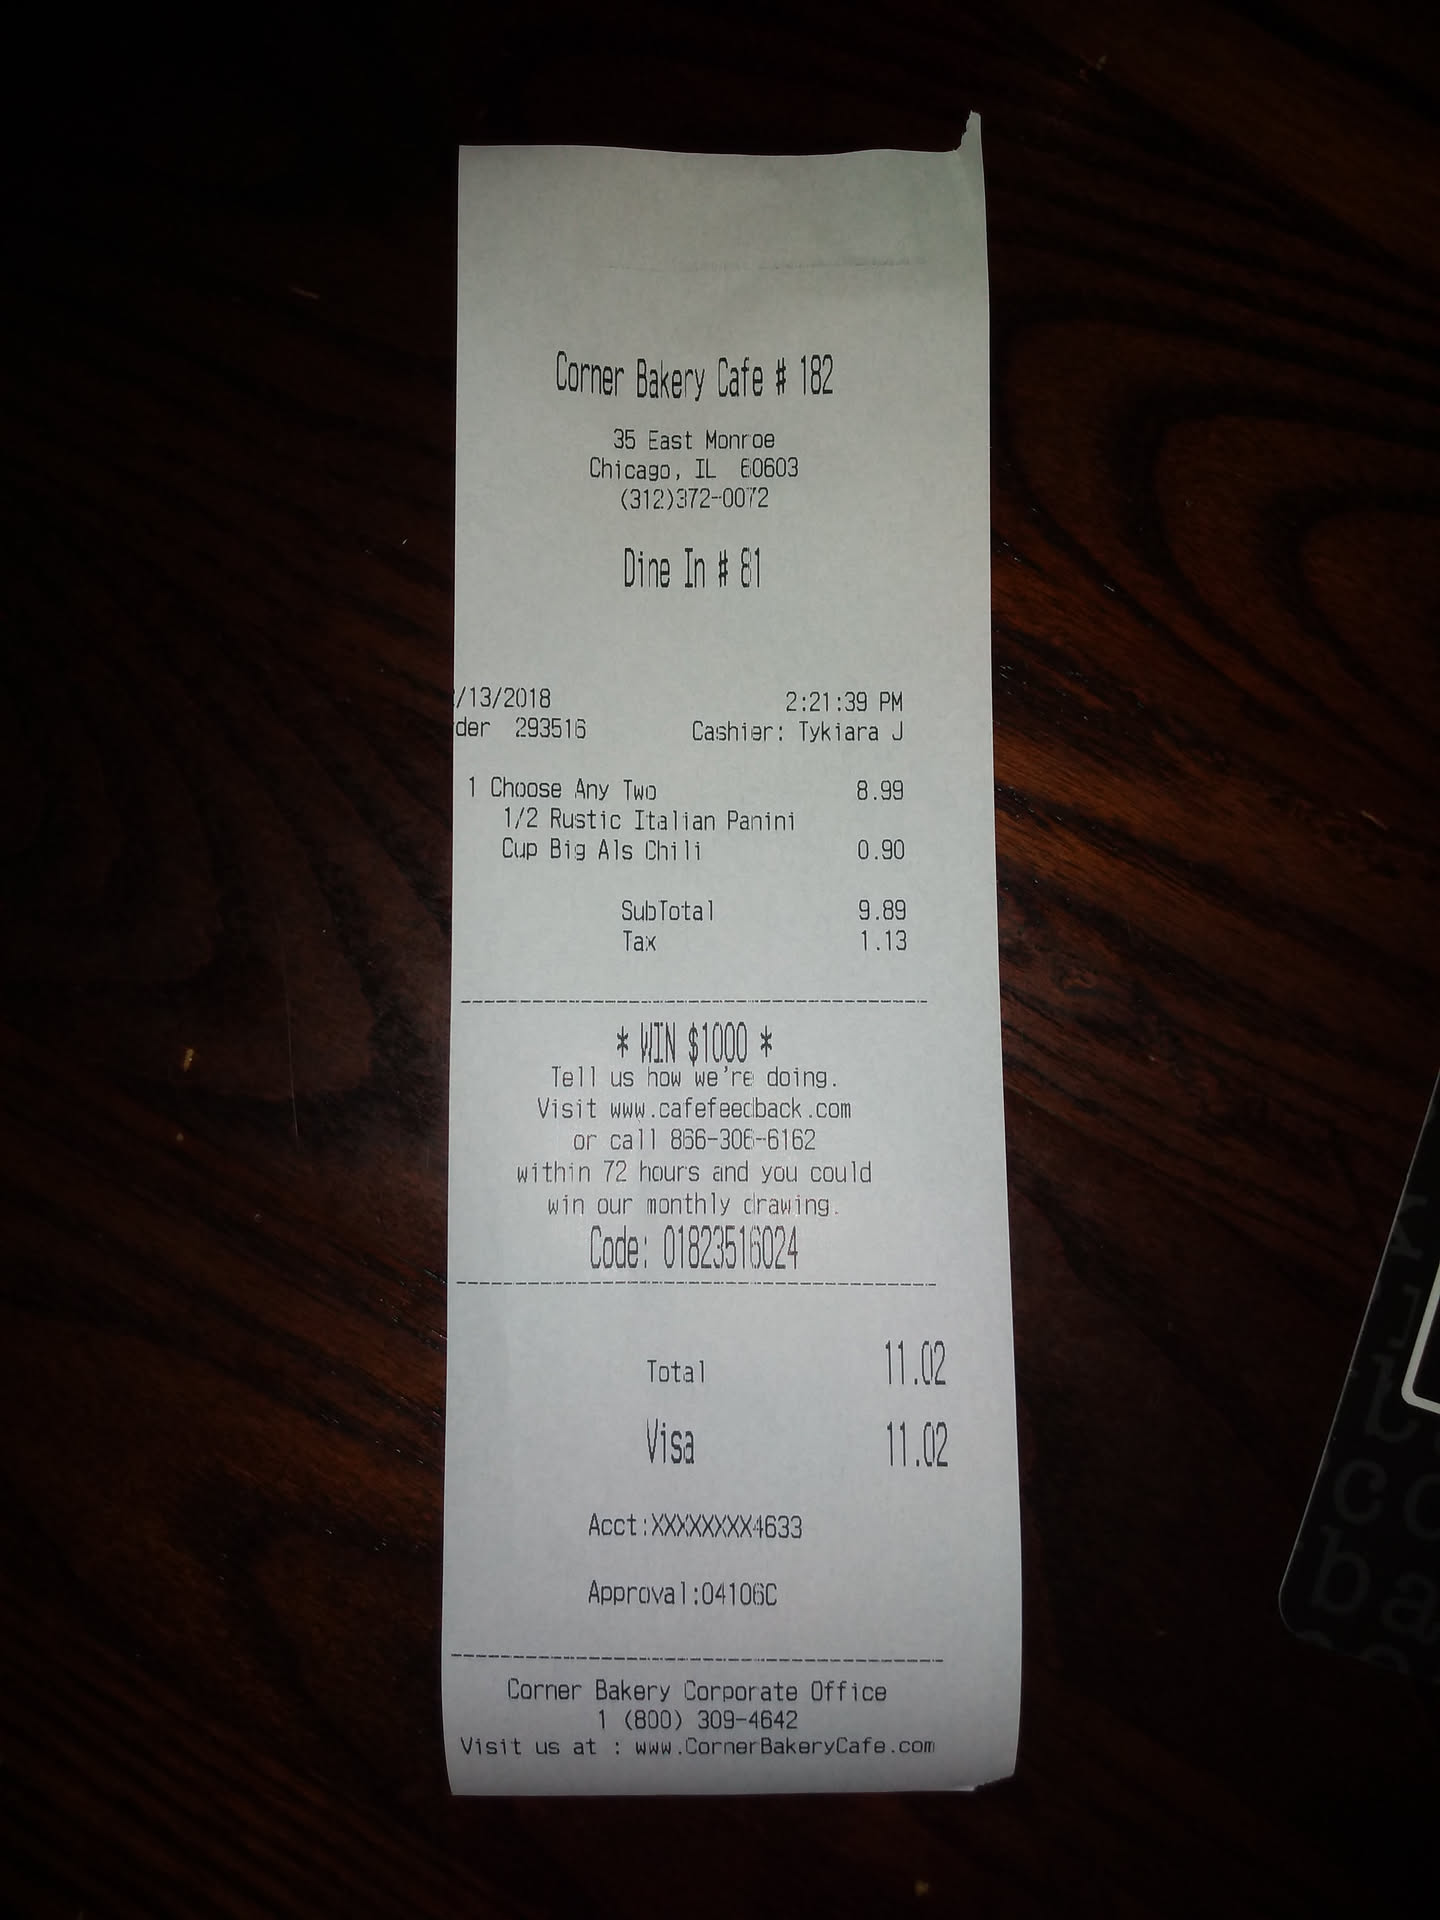 Corner Bakery Cafe # 182
35 East Monroe
Chicago, IL 60603
(312)372-0072
Dine In # 81
/13/2018 2:21:39 PM
der 293516 Cashier: Tykiara J
1 Choose Any Two 8.99
1/2 Rustic Italian Panini
Cup Big Als Chili 0.90
SubTotal 9.89
Tax 1.13
* WIN $1000 *
Tell us how we're doing.
Visit www.cafefeedback.com
or call 866-306-6162
within 72 hours and you could
win our monthly drawing.
Code: 01823516024
Total 11.02
Visa 11.02
Acct:XXXXXXXX4633
Approval:04106C
Corner Bakery Corporate Office
1 (800) 309-4642
Visit us at : www.CornerBakeryCafe.com